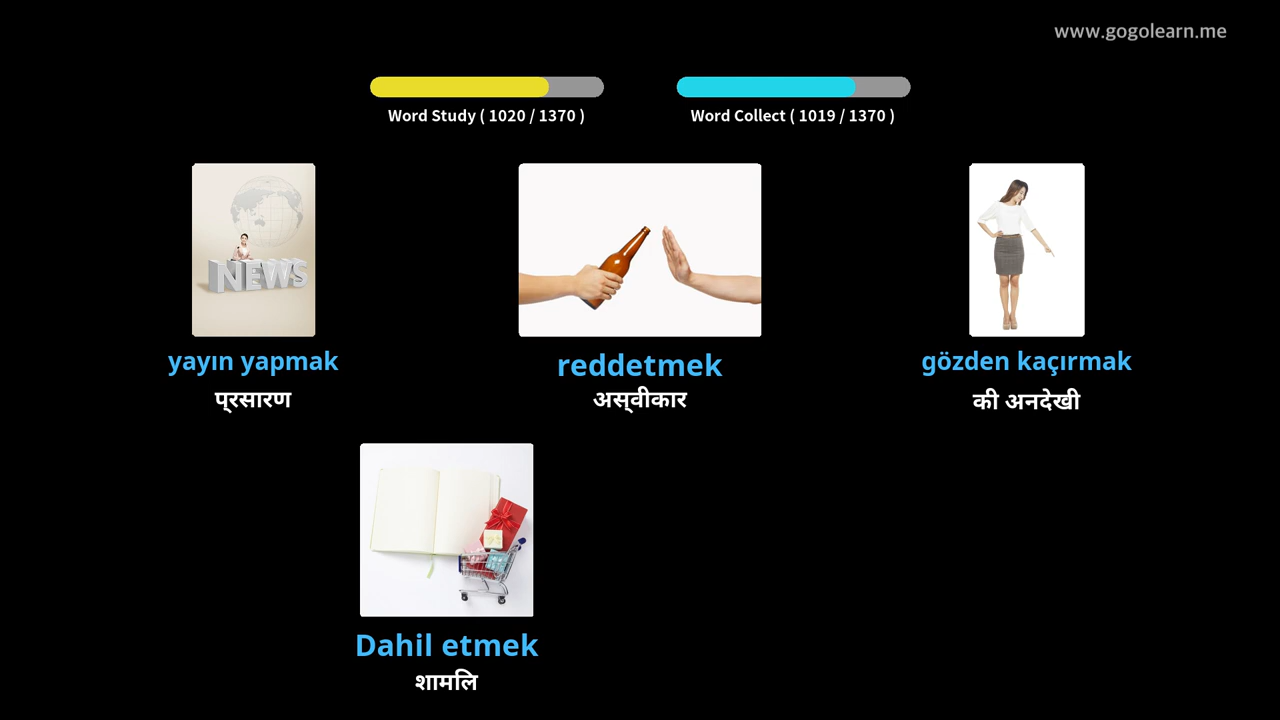 www.gogolearn.me
Word Study ( 1020 / 1370 )
Word Collect ( 1019 / 1370 )
NEWS
yayın yapmak
reddetmek
gözden kaçırmak
प्रसारण
अस्वीकार
की अनदेखी
Dahil etmek
शामलि